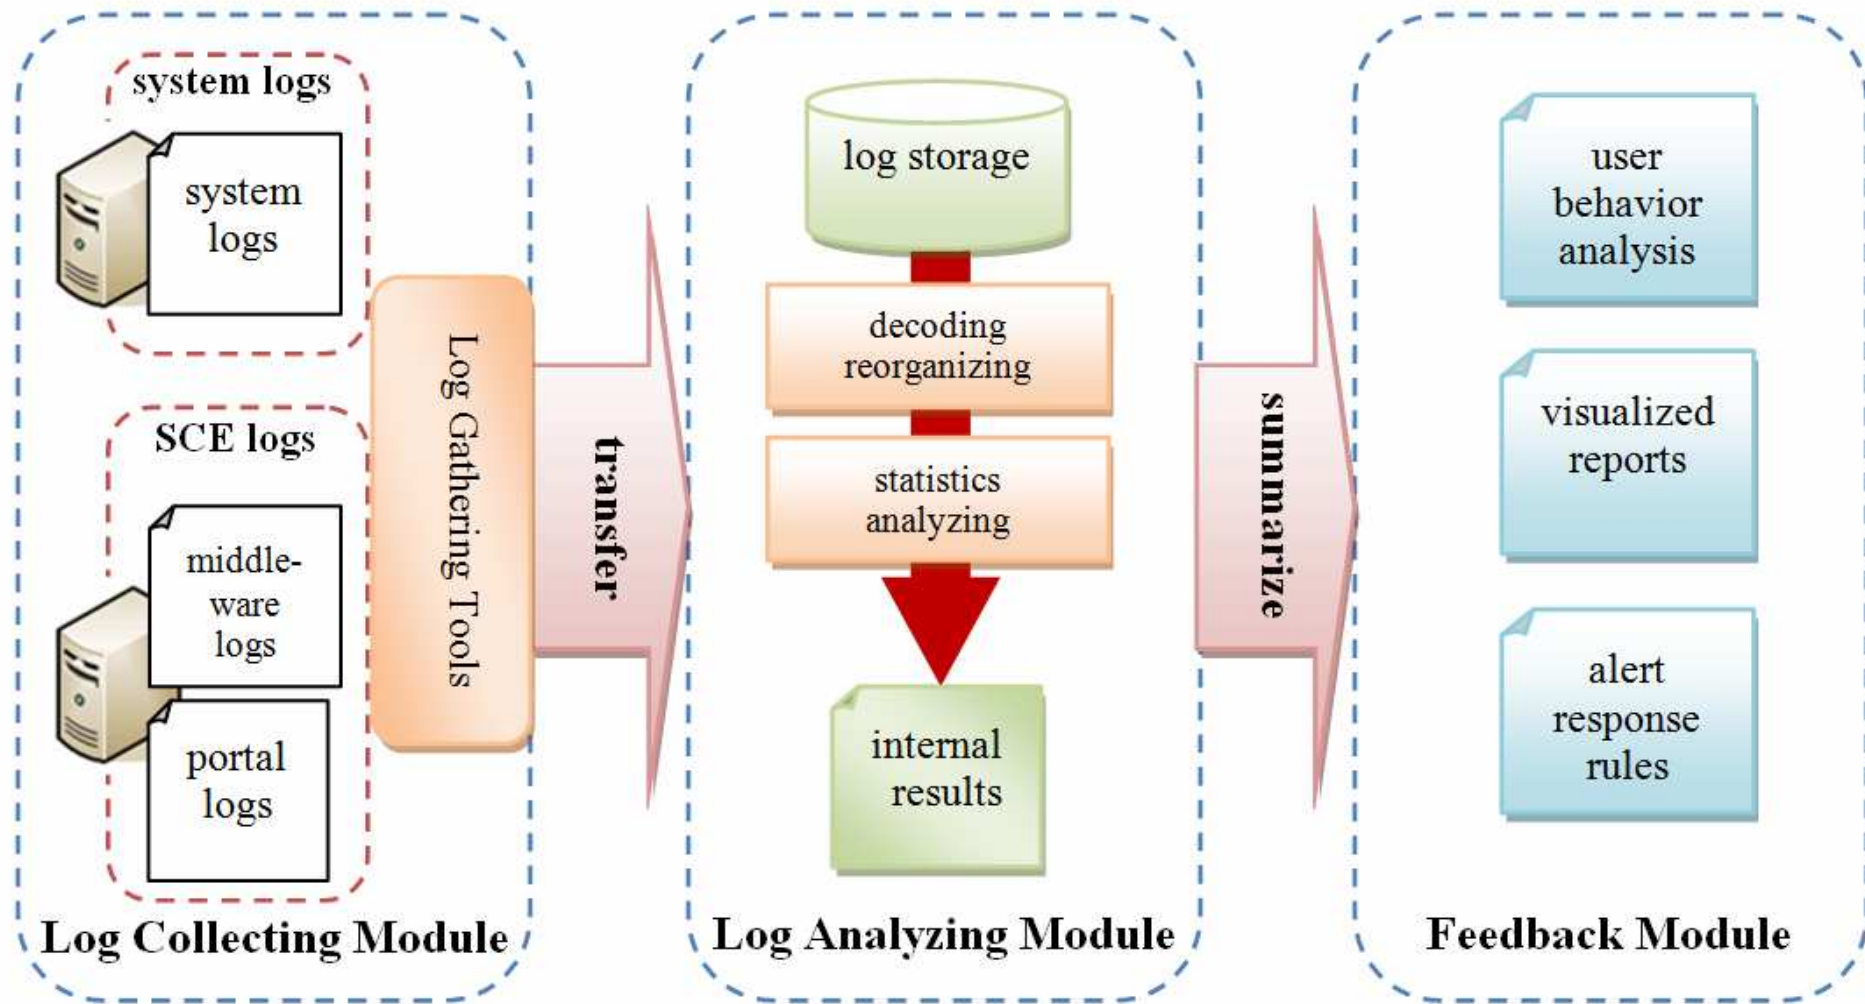 system logs
system
logs
SCE logs
middle-
ware
logs
portal
logs
Log Gathering Tools
Log Collecting Module
transfer
log storage
decoding
reorganizing
statistics
analyzing
internal
results
Log Analyzing Module
summarize
user
behavior
analysis
visualized
reports
alert
response
rules
Feedback Module